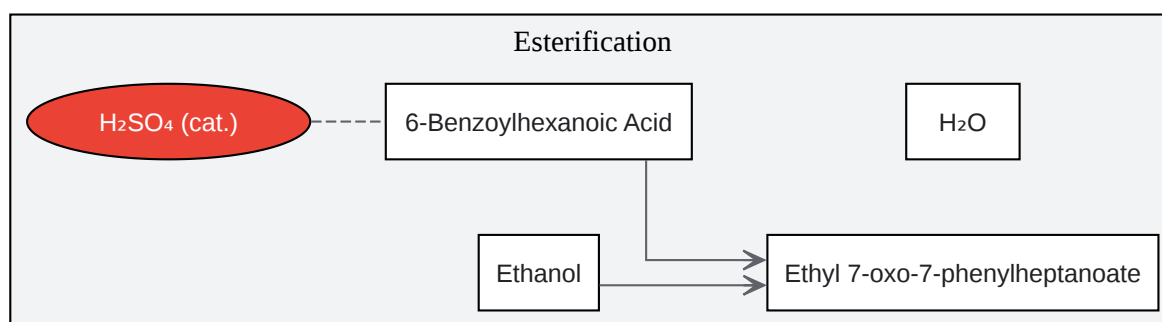 Esterification
H₂SO₄ (cat.)
6-Benzoylhexanoic Acid
H₂O
Ethanol
Ethyl 7-oxo-7-phenylheptanoate